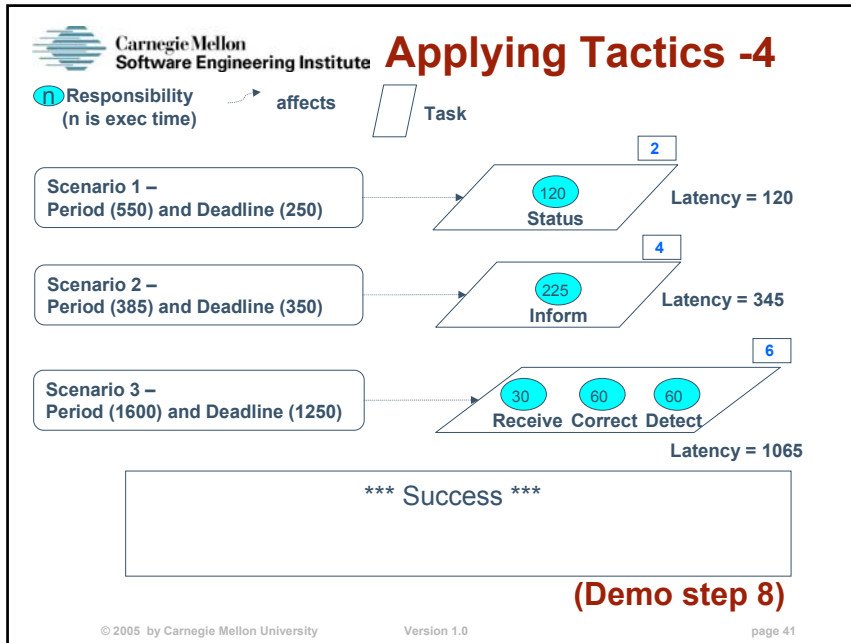 Carnegie Mellon
Software Engineering Institute
Applying Tactics -4
n Responsibility
(n is exec time)
affects
Task
2
Scenario 1 –
Period (550) and Deadline (250)
120
Status
Latency = 120
4
Scenario 2 –
Period (385) and Deadline (350)
225
Inform
Latency = 345
6
Scenario 3 –
Period (1600) and Deadline (1250)
30 60 60
Receive Correct Detect
Latency = 1065
*** Success ***
(Demo step 8)
© 2005 by Carnegie Mellon University Version 1.0 page 41